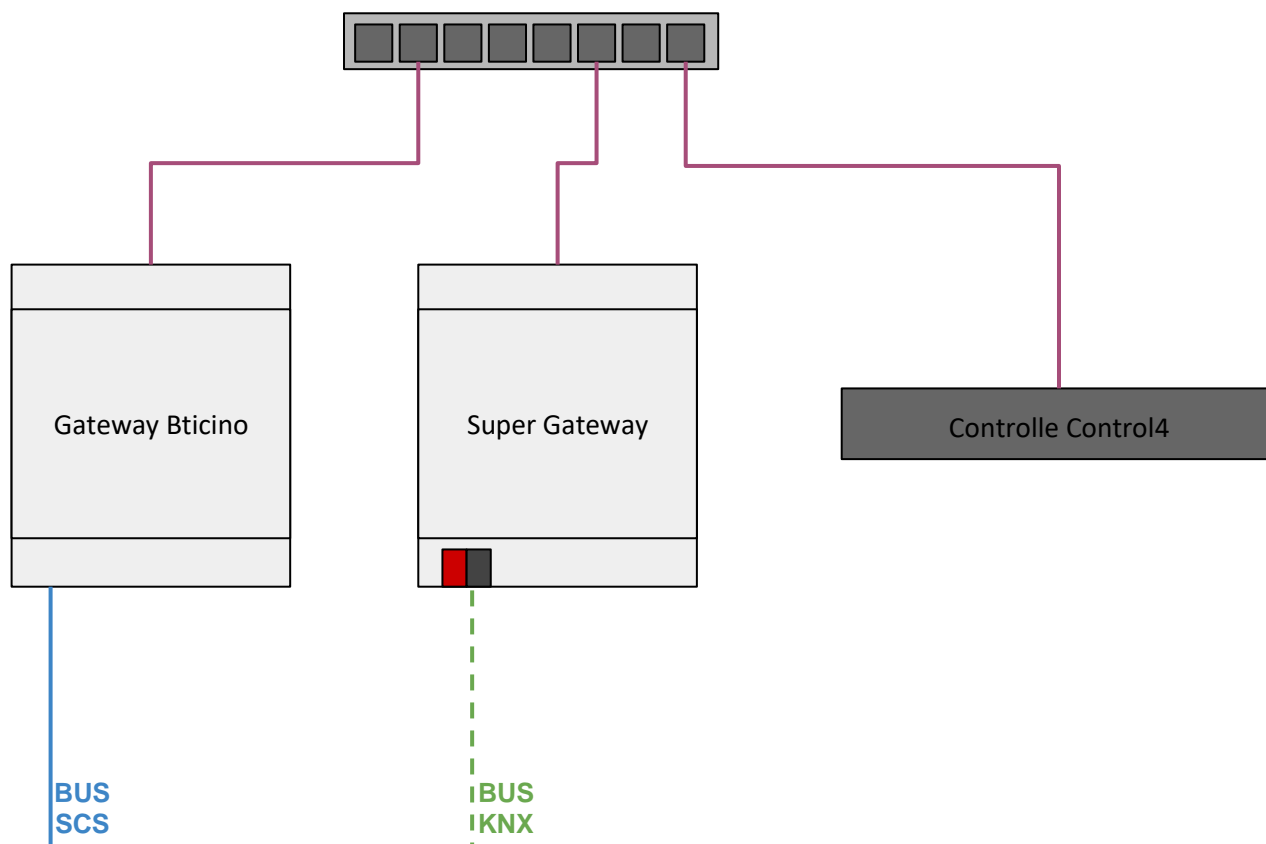 Gateway Bticino
Super Gateway
Controlle Control4
BUS
SCS
BUS
KNX